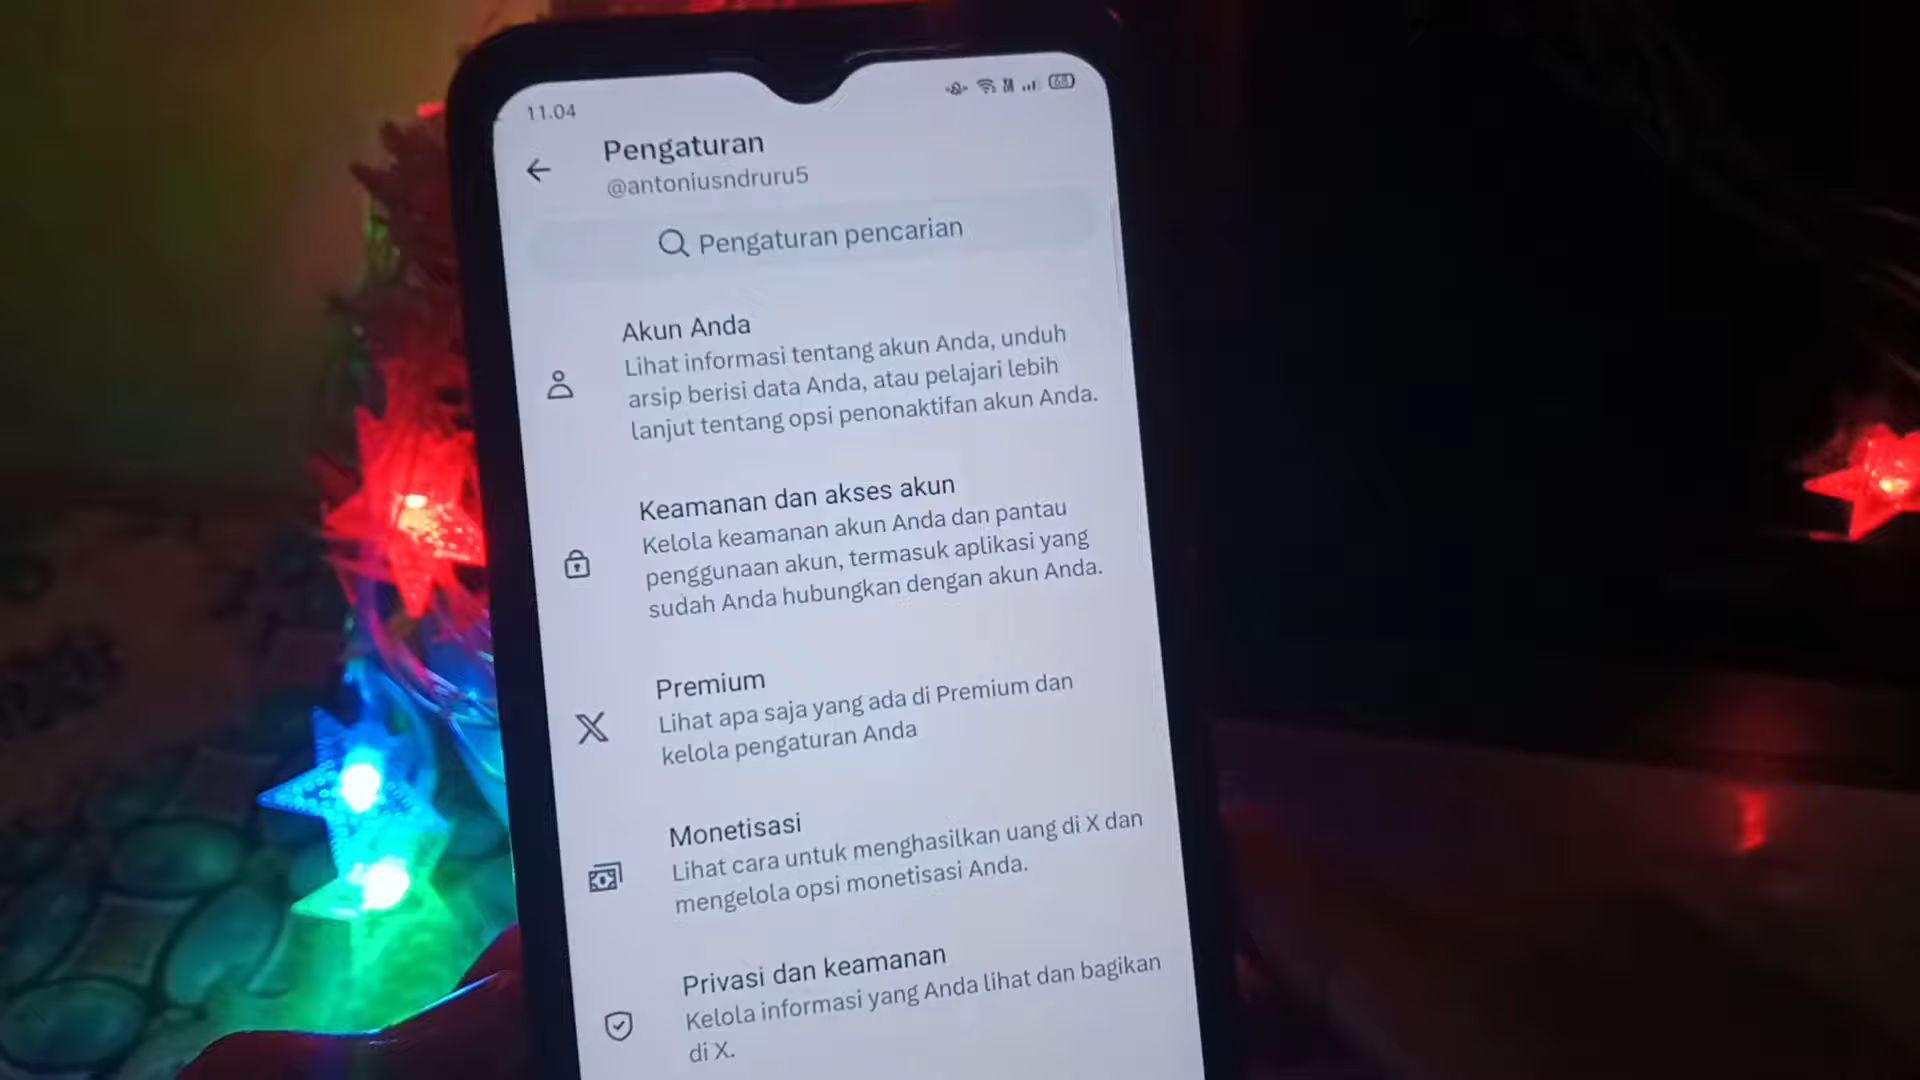 11.04
68
Pengaturan
@antoniusndruru5
Pengaturan pencarian
Akun Anda
Lihat informasi tentang akun Anda, unduh
arsip berisi data Anda, atau pelajari lebih
lanjut tentang opsi penonaktifan akun Anda.
Keamanan dan akses akun
Kelola keamanan akun Anda dan pantau
penggunaan akun, termasuk aplikasi yang
sudah Anda hubungkan dengan akun Anda.
Premium
Lihat apa saja yang ada di Premium dan
kelola pengaturan Anda
Monetisasi
Lihat cara untuk menghasilkan uang di X dan
mengelola opsi monetisasi Anda.
Privasi dan keamanan
Kelola informasi yang Anda lihat dan bagikan
di X.